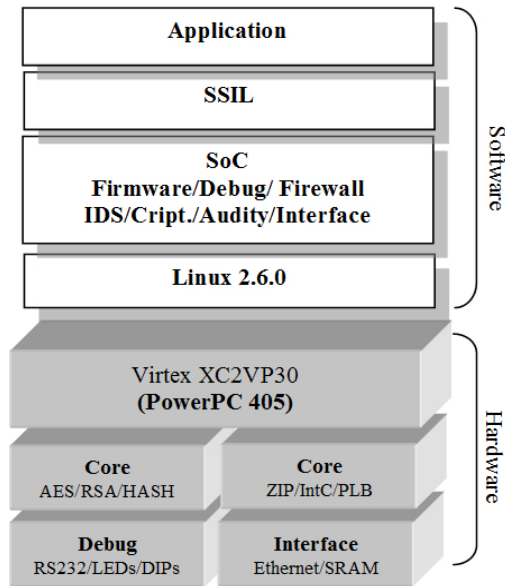 Application
SSIL
SoC
Firmware/Debug/ Firewall
IDS/Cript./Audity/Interface
Linux 2.6.0
Software
Virtex XC2VP30
(PowerPC 405)
Core
AES/RSA/HASH
Core
ZIP/IntC/PLB
Debug
RS232/LEDs/DIPs
Interface
Ethernet/SRAM
Hardware